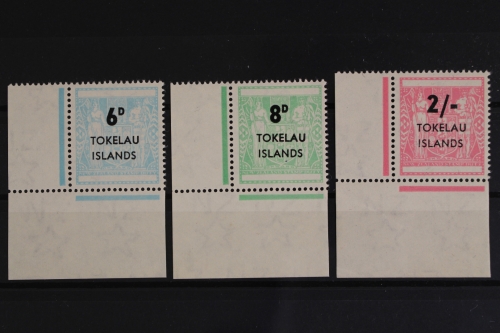 6D
TOKELAU
ISLANDS
8D
TOKELAU
ISLANDS
2/-
TOKELAU
ISLANDS